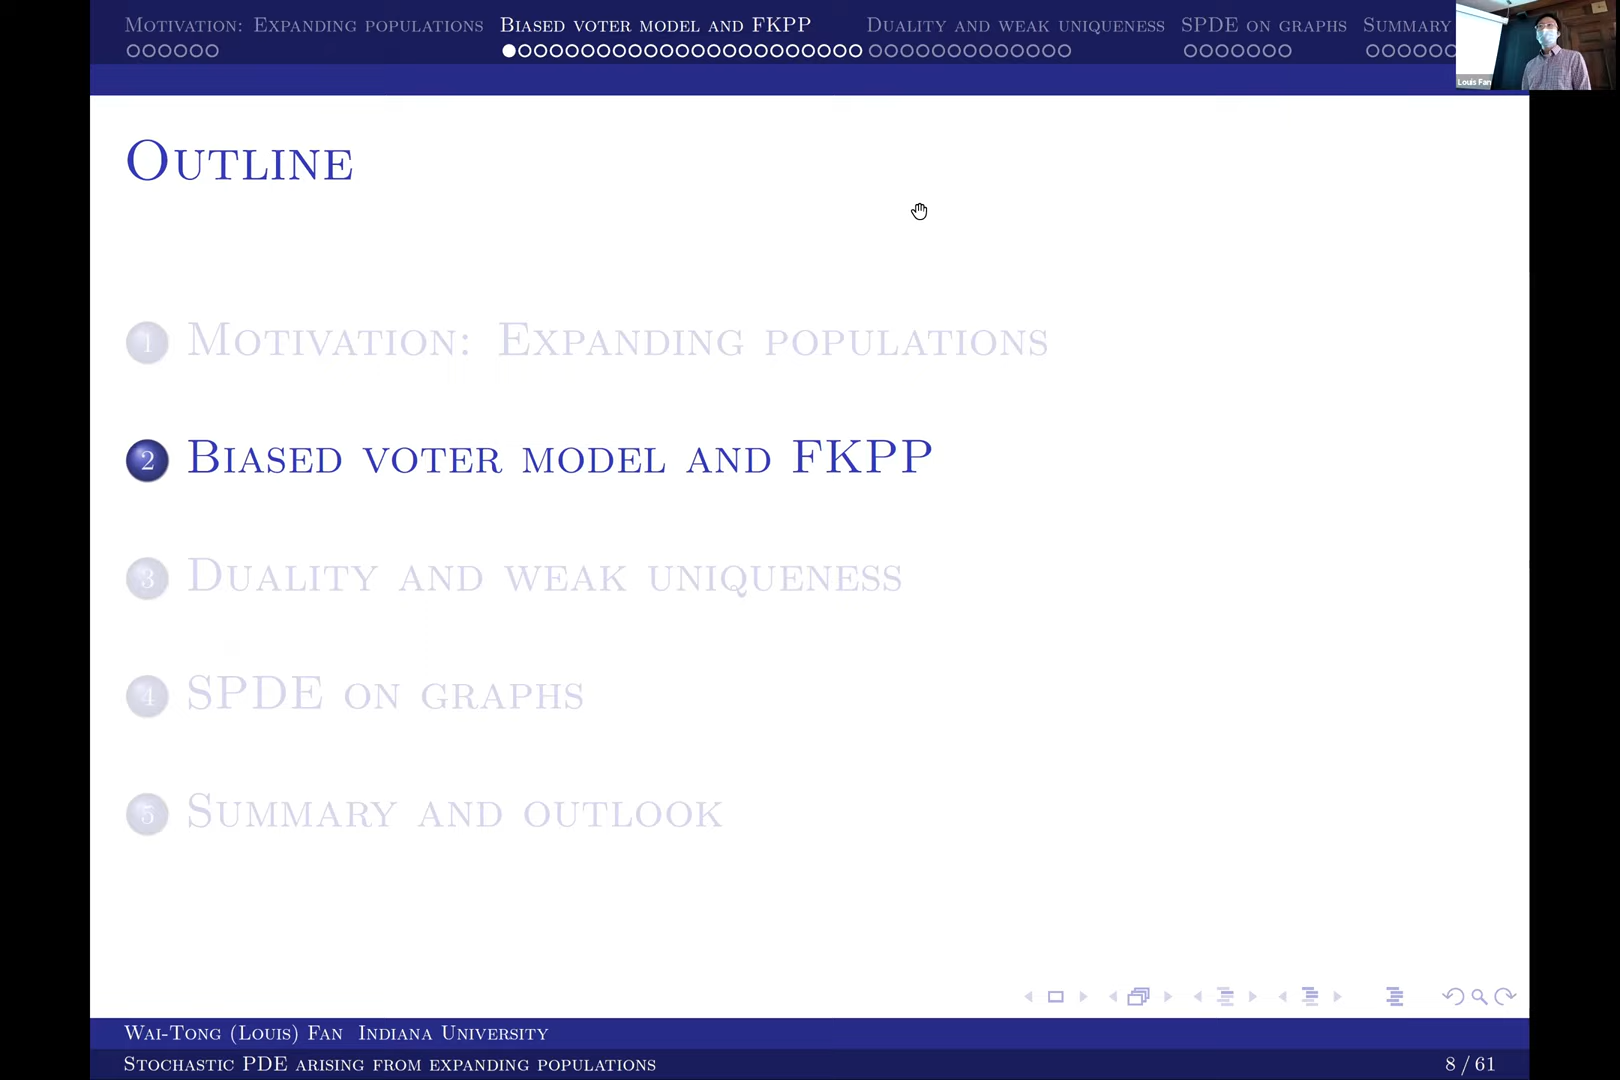 Motivation: Expanding populations Biased voter model and FKPP Duality and weak uniqueness SPDE on graphs Summary
Louis Fan
Outline
1 Motivation: Expanding populations
2 Biased voter model and FKPP
3 Duality and weak uniqueness
4 SPDE on graphs
5 Summary and outlook
Wai-Tong (Louis) Fan Indiana University
Stochastic PDE arising from expanding populations 8 / 61